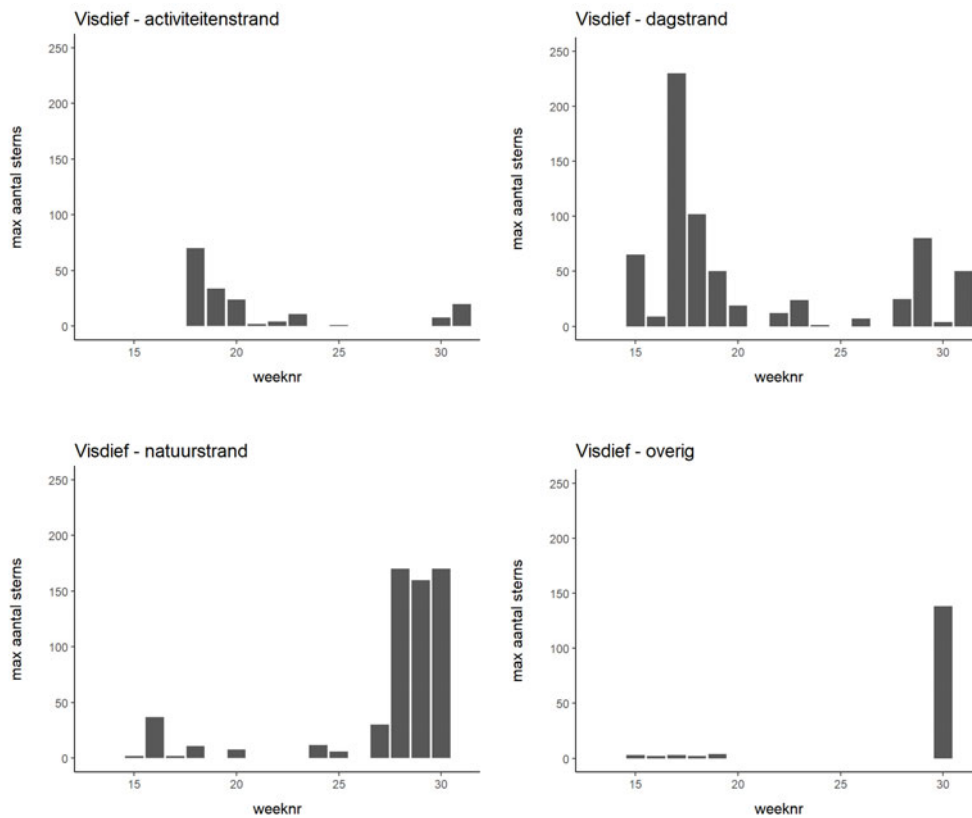 Visdief - activiteitenstrand
250
200
150
100
50
0
max aantal sterns
15 20 25 30
weeknr
Visdief - dagstrand
250
200
150
100
50
0
max aantal sterns
15 20 25 30
weeknr
Visdief - natuurstrand
250
200
150
100
50
0
max aantal sterns
15 20 25 30
weeknr
Visdief - overig
250
200
150
100
50
0
max aantal sterns
15 20 25 30
weeknr